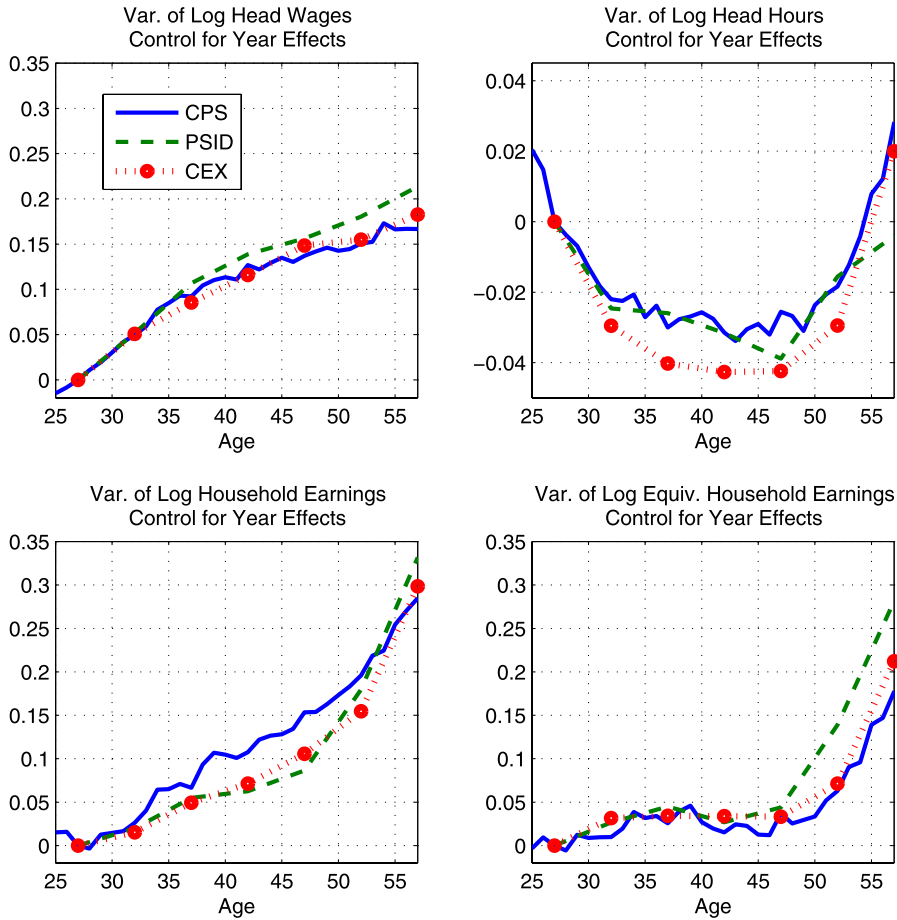 Var. of Log Head Wages
Control for Year Effects
0.35
0.3
0.25
0.2
0.15
0.1
0.05
0
CPS
PSID
CEX
25 30 35 40 45 50 55
Age
Var. of Log Head Hours
Control for Year Effects
0.04
0.02
0
−0.02
−0.04
25 30 35 40 45 50 55
Age
Var. of Log Household Earnings
Control for Year Effects
0.35
0.3
0.25
0.2
0.15
0.1
0.05
0
25 30 35 40 45 50 55
Age
Var. of Log Equiv. Household Earnings
Control for Year Effects
0.35
0.3
0.25
0.2
0.15
0.1
0.05
0
25 30 35 40 45 50 55
Age